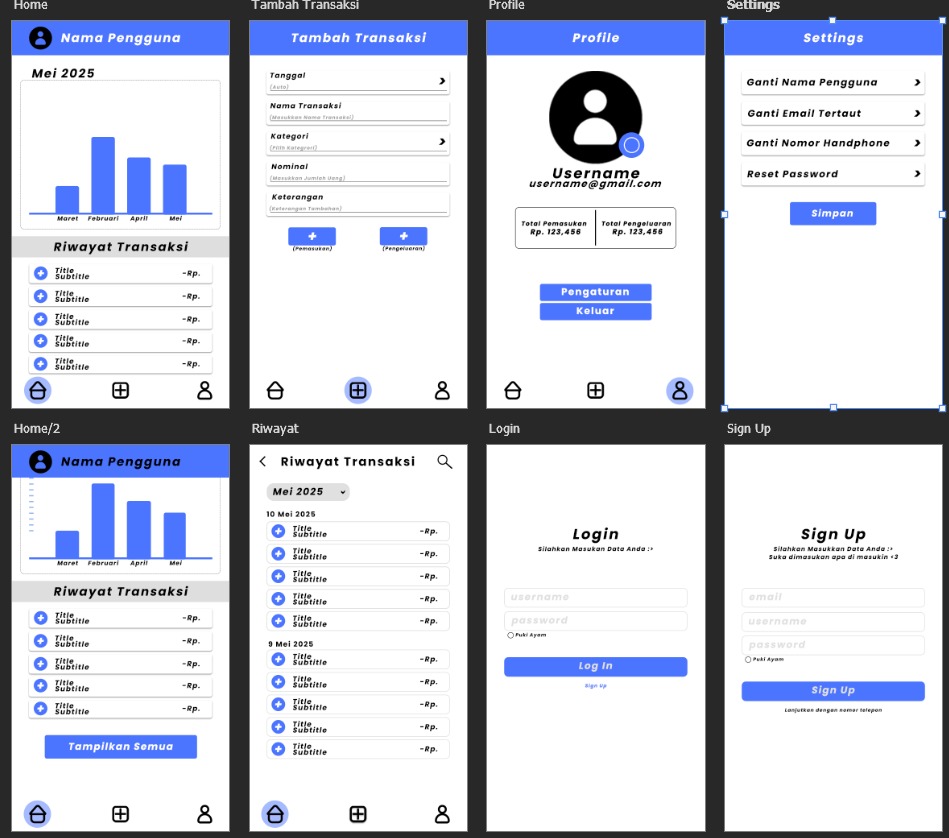 Home
Nama Pengguna
Mei 2025
Maret Februari April Mei
Riwayat Transaksi
Title
Subtitle
-Rp.
Title
Subtitle
-Rp.
Title
Subtitle
-Rp.
Title
Subtitle
-Rp.
Title
Subtitle
-Rp.
Tambah Transaksi
Tambah Transaksi
Tanggal
(Auto)
Nama Transaksi
(Masukkan Nama Transaksi)
Kategori
(Pilih Kategrori)
Nominal
(Masukkan Jumlah Uang)
Keterangan
(Keterangan Tambahan)
(Pemasukan)
(Pengeluaran)
Profile
Profile
Username
username@gmail.com
Total Pemasukan
Rp. 123,456
Total Pengeluaran
Rp. 123,456
Pengaturan
Keluar
Settings
Settings
Ganti Nama Pengguna
Ganti Email Tertaut
Ganti Nomor Handphone
Reset Password
Simpan
Home/2
Nama Pengguna
Maret Februari April Mei
Riwayat Transaksi
Title
Subtitle
-Rp.
Title
Subtitle
-Rp.
Title
Subtitle
-Rp.
Title
Subtitle
-Rp.
Title
Subtitle
-Rp.
Tampilkan Semua
Riwayat
Riwayat Transaksi
Mei 2025
10 Mei 2025
Title
Subtitle
-Rp.
Title
Subtitle
-Rp.
Title
Subtitle
-Rp.
Title
Subtitle
-Rp.
Title
Subtitle
-Rp.
9 Mei 2025
Title
Subtitle
-Rp.
Title
Subtitle
-Rp.
Title
Subtitle
-Rp.
Title
Subtitle
-Rp.
Title
Subtitle
-Rp.
Login
Login
Silahkan Masukan Data Anda :>
username
password
Puki Ayam
Log In
Sign Up
Sign Up
Sign Up
Silahkan Masukkan Data Anda :>
Suka dimasukan apa di masukin <3
email
username
password
Puki Ayam
Sign Up
Lanjutkan dengan nomor telepon